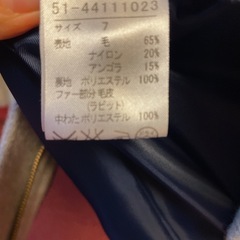 51-44111023
サイズ 7
表地 毛 65%
ナイロン 20%
アンゴラ 15%
裏地 ポリエステル 100%
ファー部分 毛皮
(ラビット)
中わた ポリエステル 100%